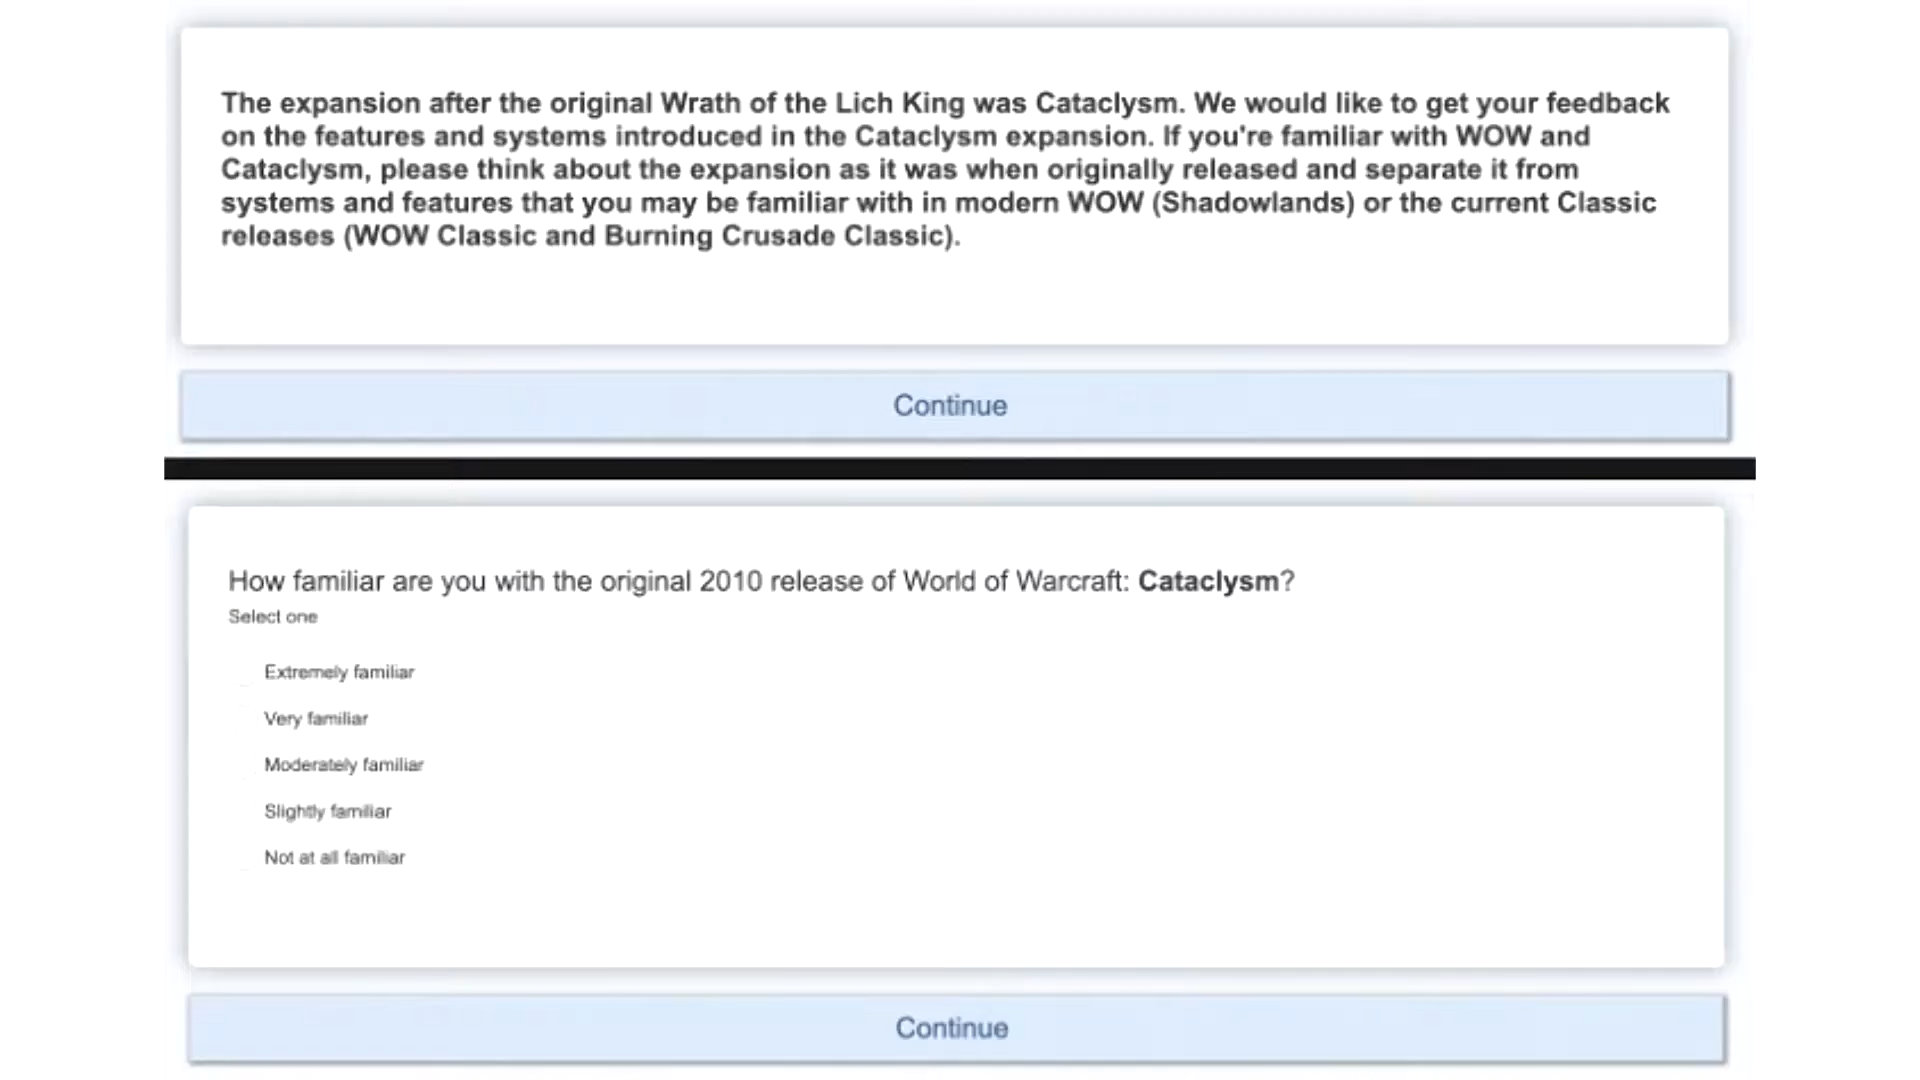 The expansion after the original Wrath of the Lich King was Cataclysm. We would like to get your feedback
on the features and systems introduced in the Cataclysm expansion. If you're familiar with WOW and
Cataclysm, please think about the expansion as it was when originally released and separate it from
systems and features that you may be familiar with in modern WOW (Shadowlands) or the current Classic
releases (WOW Classic and Burning Crusade Classic).
Continue
How familiar are you with the original 2010 release of World of Warcraft: Cataclysm?
Select one
Extremely familiar
Very familiar
Moderately familiar
Slightly familiar
Not at all familiar
Continue